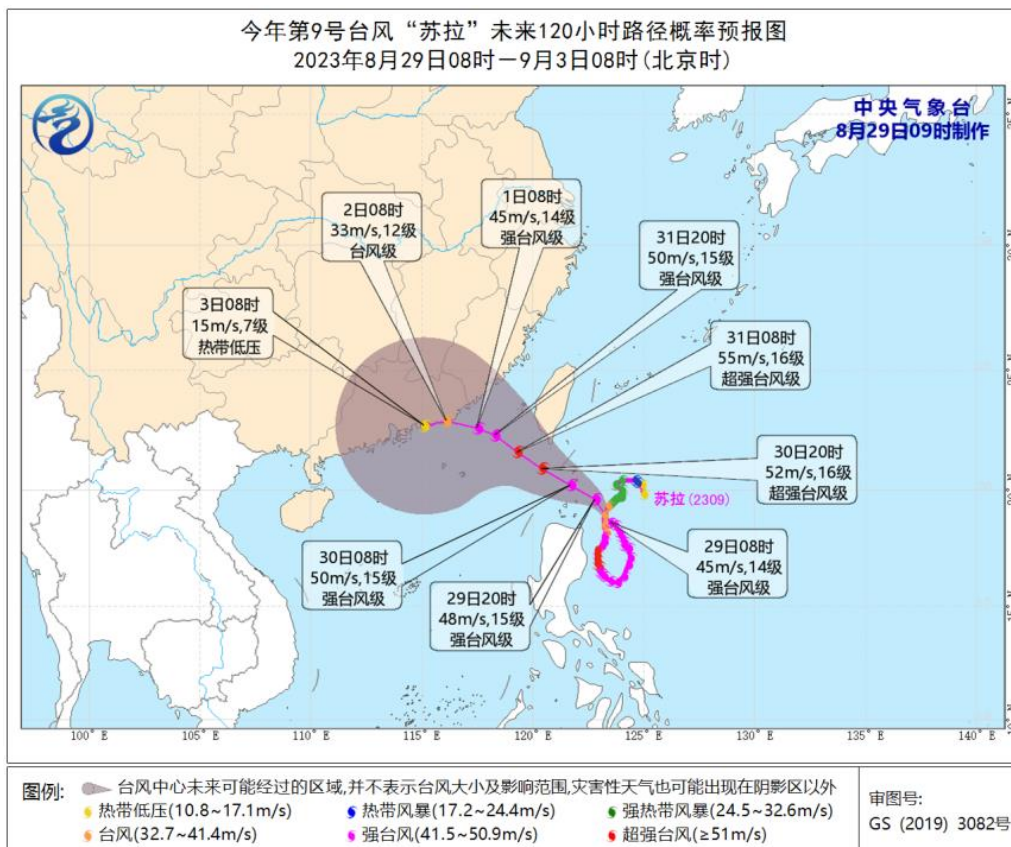 今年第9号台风“苏拉”未来120小时路径概率预报图
2023年8月29日08时—9月3日08时(北京时)
中央气象台
8月29日09时制作
1日08时
45m/s,14级
强台风级
2日08时
33m/s,12级
台风级
31日20时
50m/s,15级
强台风级
3日08时
15m/s,7级
热带低压
31日08时
55m/s,16级
超强台风级
30日20时
52m/s,16级
超强台风级
苏拉(2309)
29日08时
45m/s,14级
强台风级
30日08时
50m/s,15级
强台风级
29日20时
48m/s,15级
强台风级
100° E 105° E 110° E 115° E 120° E 125° E 130° E 135° E 140° E
图例:
台风中心未来可能经过的区域,并不表示台风大小及影响范围,灾害性天气也可能出现在阴影区以外
热带低压(10.8~17.1m/s) 热带风暴(17.2~24.4m/s) 强热带风暴(24.5~32.6m/s)
台风(32.7~41.4m/s) 强台风(41.5~50.9m/s) 超强台风(≥51m/s)
审图号:
GS (2019) 3082号